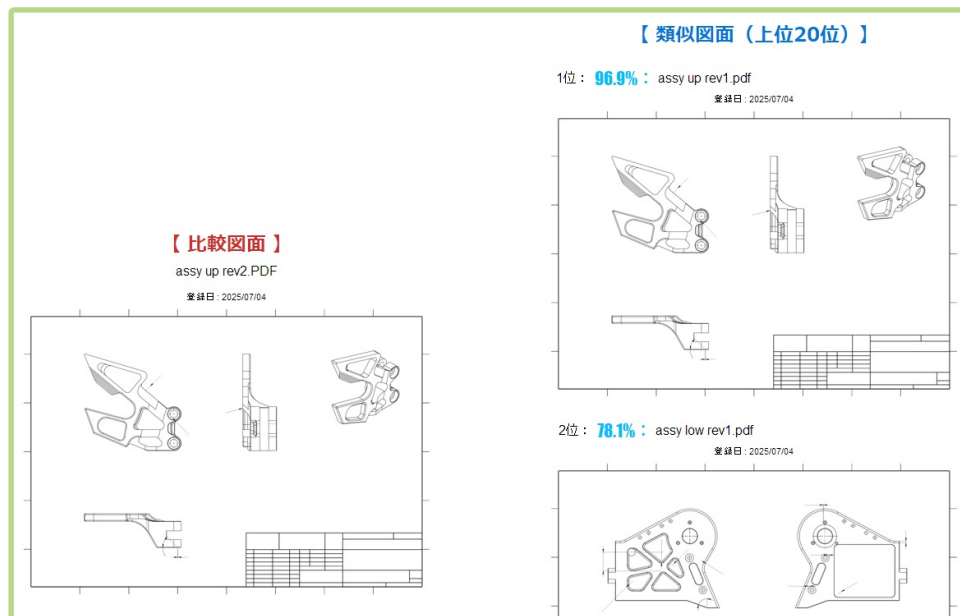 【 比較図面 】
assy up rev2.PDF
登録日 : 2025/07/04
【 類似図面（上位20位）】
1位： 96.9%： assy up rev1.pdf
登録日 : 2025/07/04
2位： 78.1%： assy low rev1.pdf
登録日 : 2025/07/04